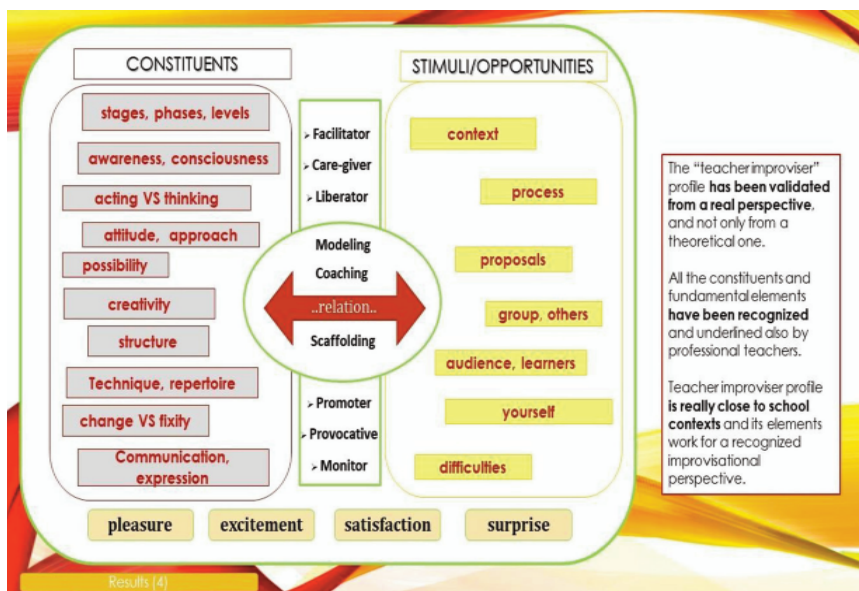 CONSTITUENTS
stages, phases, levels
awareness, consciousness
acting VS thinking
attitude, approach
possibility
creativity
structure
Technique, repertoire
change VS fixity
Communication,
expression
➢ Facilitator
➢ Care-giver
➢ Liberator
Modeling
Coaching
..relation..
Scaffolding
➢ Promoter
➢ Provocative
➢ Monitor
STIMULI/OPPORTUNITIES
context
process
proposals
group, others
audience, learners
yourself
difficulties
pleasure
excitement
satisfaction
surprise
The "teacher improviser"
profile has been validated
from a real perspective,
and not only from a
theoretical one.
All the constituents and
fundamental elements
have been recognized
and underlined also by
professional teachers.
Teacher improviser profile
is really close to school
contexts and its elements
work for a recognized
improvisational
perspective.
Results (4)